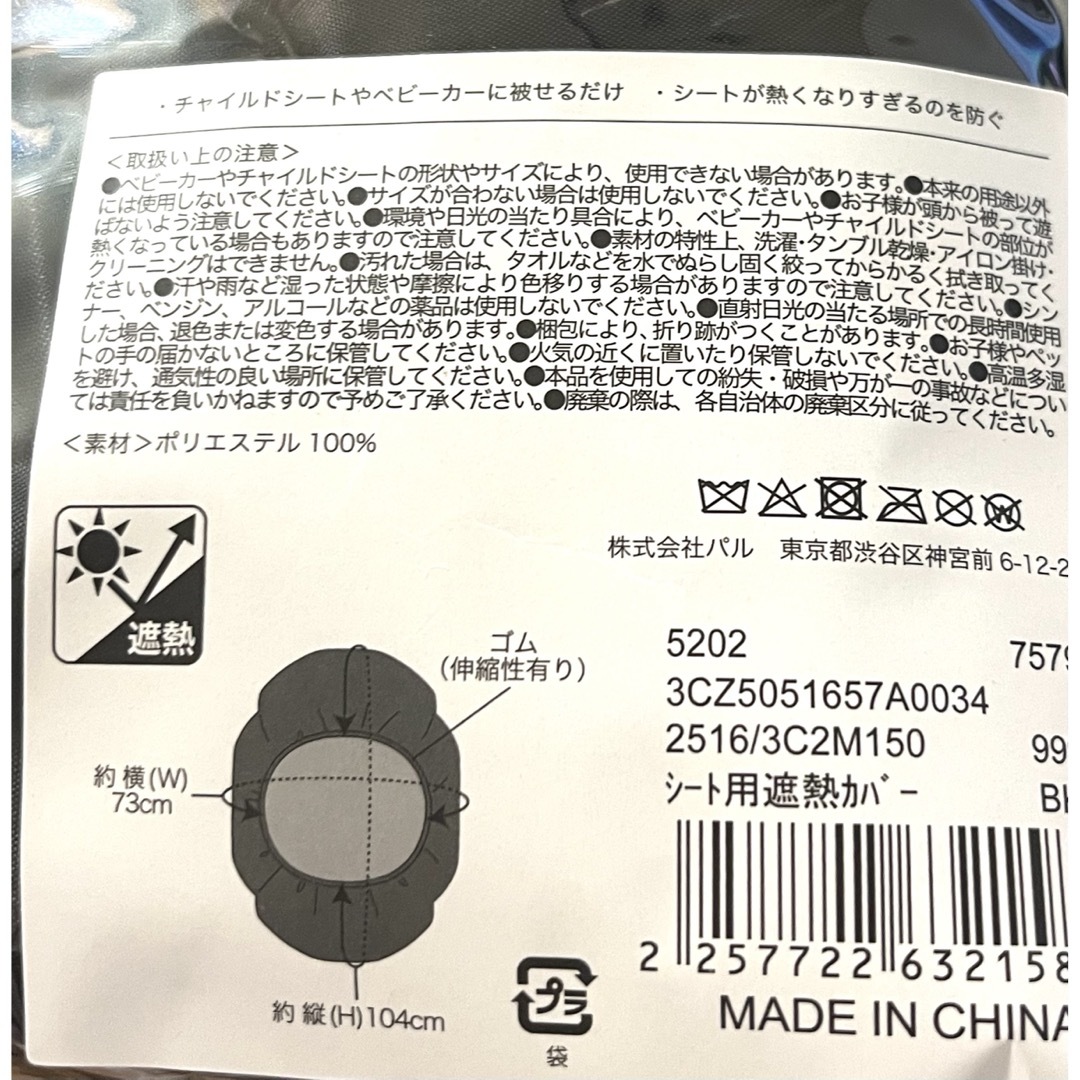 ・チャイルドシートやベビーカーに被せるだけ ・シートが熱くなりすぎるのを防ぐ
＜取扱い上の注意＞
●ベビーカーやチャイルドシートの形状やサイズにより、使用できない場合があります。●本来の用途以外
には使用しないでください。●サイズが合わない場合は使用しないでください。●お子様が頭から被って遊
ばないよう注意してください。●環境や日光の当たり具合により、ベビーカーやチャイルドシートの部位が
熱くなっている場合もありますので注意してください。●素材の特性上、洗濯・タンブル乾燥・アイロン掛け・
クリーニングはできません。●汚れた場合は、タオルなどを水でぬらし固く絞ってからかるく拭き取ってく
ださい。●汗や雨など湿った状態や摩擦により色移りする場合がありますので注意してください。●シン
ナー、ベンジン、アルコールなどの薬品は使用しないでください。●直射日光の当たる場所での長時間使用
した場合、退色または変色する場合があります。●梱包により、折り跡がつくことがあります。●お子様やペッ
トの手の届かないところに保管してください。●火気の近くに置いたり保管しないでください。●高温多湿
を避け、通気性の良い場所に保管してください。●本品を使用しての紛失・破損や万が一の事故などについ
ては責任を負いかねますので予めご了承ください。●廃棄の際は、各自治体の廃棄区分に従ってください。
＜素材＞ポリエステル 100%
W
株式会社パル 東京都渋谷区神宮前 6-12-2
遮熱
ゴム
（伸縮性有り）
約 横(W)
73cm
約 縦(H)104cm
5202 7579
3CZ5051657A0034
2516/3C2M150 99
ｼｰﾄ用遮熱ｶﾊﾞｰ B
2 257722 632158
プラ
袋
MADE IN CHINA